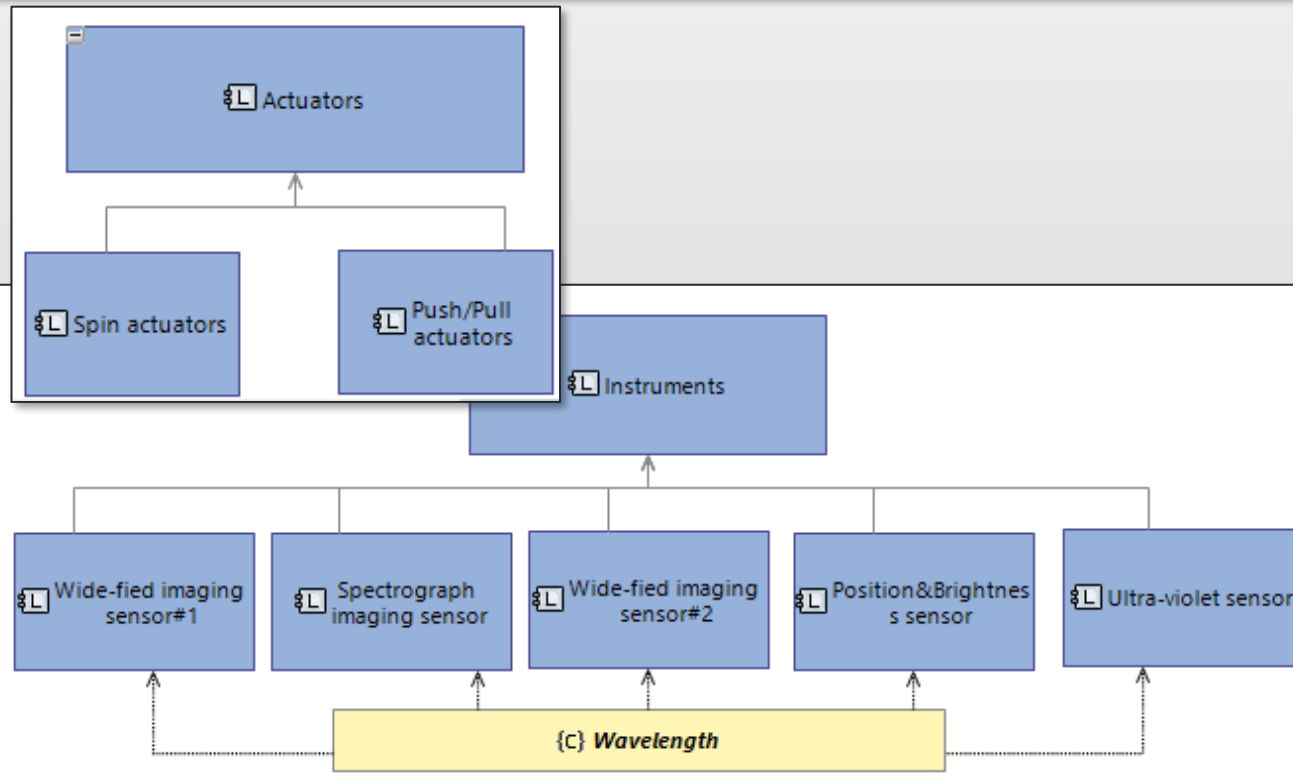 L Actuators
L Spin actuators
L Push/Pull
actuators
L Instruments
L Wide-fied imaging
sensor#1
L Spectrograph
imaging sensor
L Wide-fied imaging
sensor#2
L Position&Brightnes
s sensor
L Ultra-violet sensor
{C} Wavelength